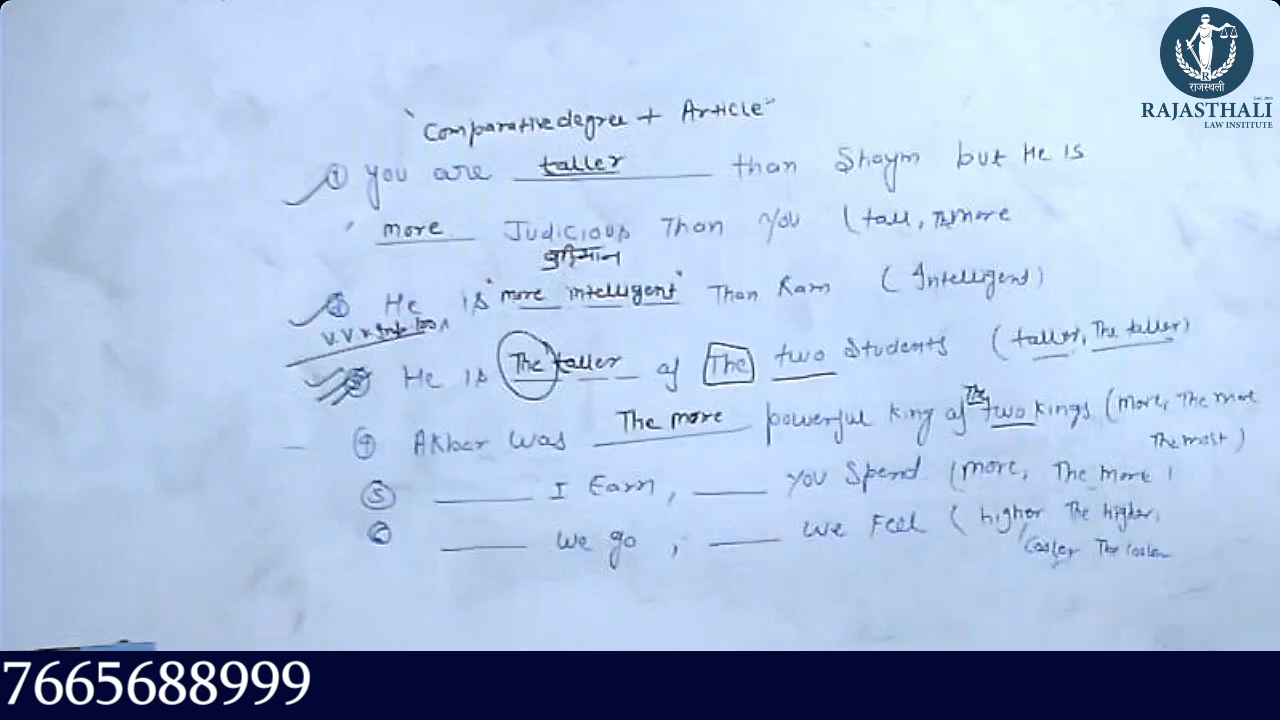 राजस्थली
RAJASTHALI
LAW INSTITUTE
"Comparative degree + Article"
① You are taller than Shaym but He is
more Judicious Than You (tall, The more
बुद्धिमान
② He is "more intelligent" Than Ram (Intelligent)
V.V.
③ He is The taller of The two Students (taller, The taller)
④ Akbar was The more powerful king of The two kings (More, The more
The most)
⑤ ____ I Earn, ____ You Spend (more, The more)
⑥ ____ we go, ____ we Feel (higher The higher,
Cooler The cooler
7665688999